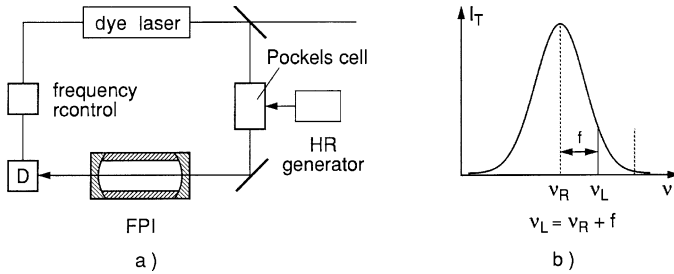 dye laser
Pockels cell
frequency
rcontrol
HR
generator
D
FPI
a )
I_T
f
ν_R
ν_L
ν
ν_L = ν_R + f
b )